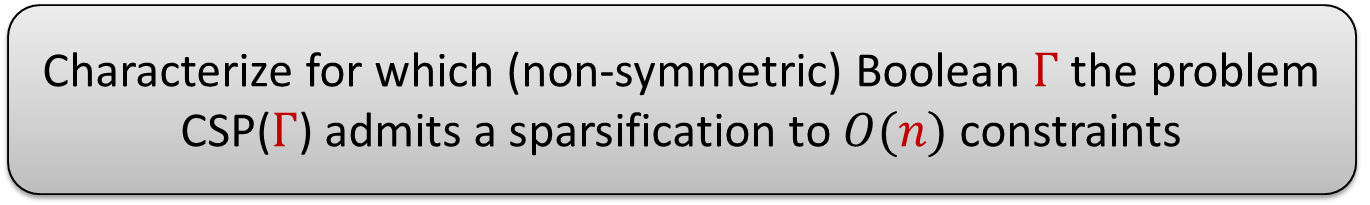 Characterize for which (non-symmetric) Boolean Γ the problem
CSP(Γ) admits a sparsification to O(n) constraints